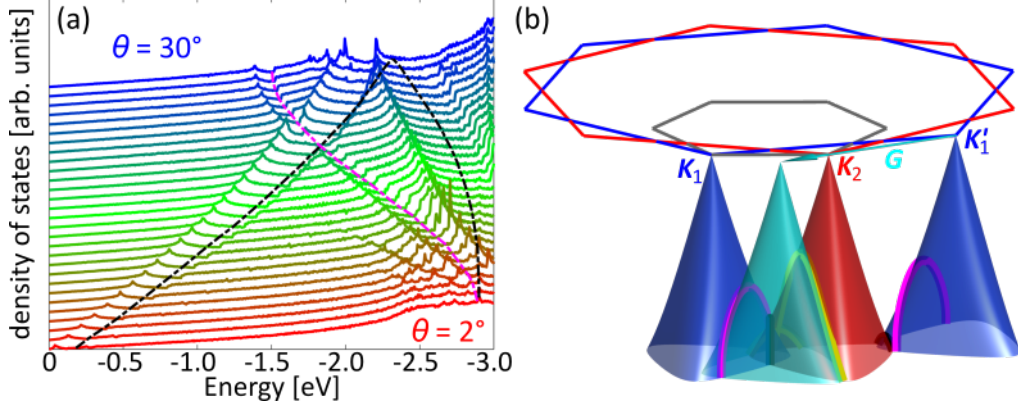 (a)
θ = 30°
density of states [arb. units]
θ = 2°
0.0 -0.5 -1.0 -1.5 -2.0 -2.5 -3.0
Energy [eV]
(b)
K₁
K₂
G
K₁′